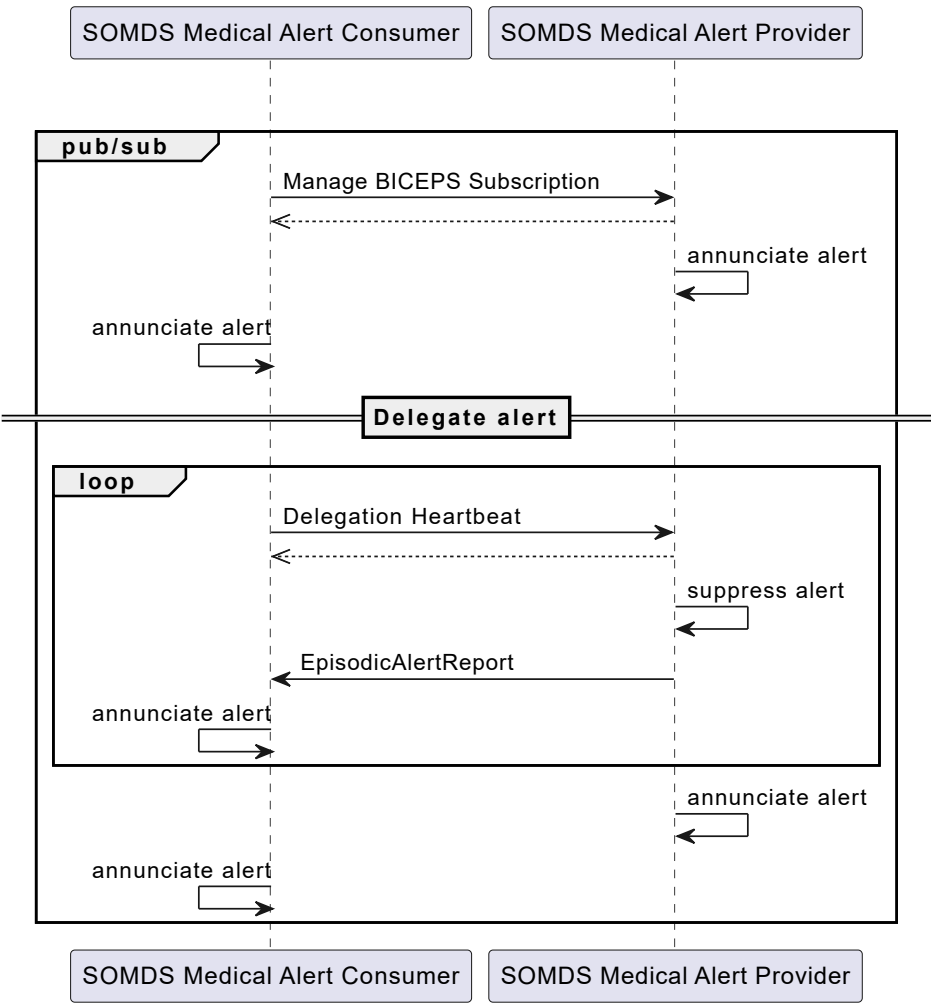 SOMDS Medical Alert Consumer
SOMDS Medical Alert Provider
pub/sub
Manage BICEPS Subscription
annunciate alert
annunciate alert
Delegate alert
loop
Delegation Heartbeat
suppress alert
EpisodicAlertReport
annunciate alert
annunciate alert
annunciate alert
SOMDS Medical Alert Consumer
SOMDS Medical Alert Provider